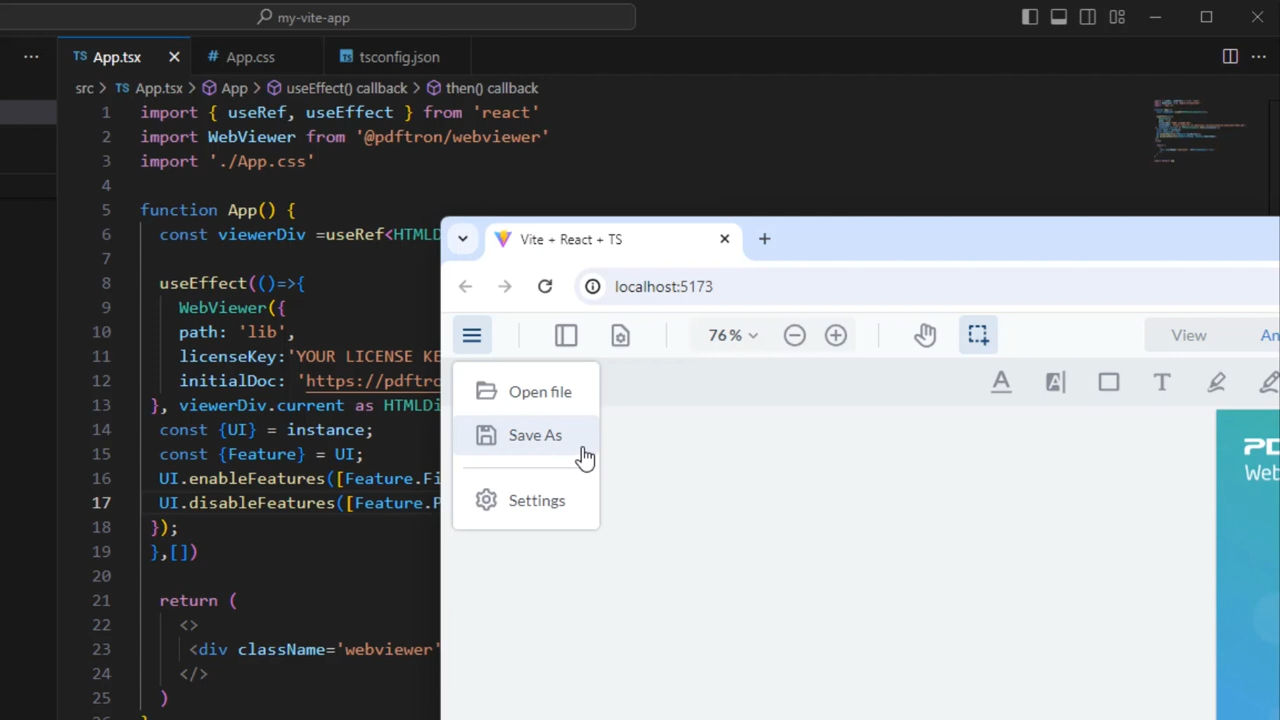 my-vite-app
TS App.tsx
# App.css
TS tsconfig.json
src > TS App.tsx > App > useEffect() callback > then() callback
1 import { useRef, useEffect } from 'react'
2 import WebViewer from '@pdftron/webviewer'
3 import './App.css'
4
5 function App() {
6 const viewerDiv =useRef<HTMLD
7
8 useEffect(()=>{
9 WebViewer({
10 path: 'lib',
11 licenseKey:'YOUR LICENSE KE
12 initialDoc: 'https://pdftro
13 }, viewerDiv.current as HTMLDi
14 const {UI} = instance;
15 const {Feature} = UI;
16 UI.enableFeatures([Feature.Fi
17 UI.disableFeatures([Feature.P
18 });
19 },[])
20
21 return (
22 <>
23 <div className='webviewer'
24 </>
25 )
Vite + React + TS
localhost:5173
76%
View
An
Open file
Save As
Settings
Web